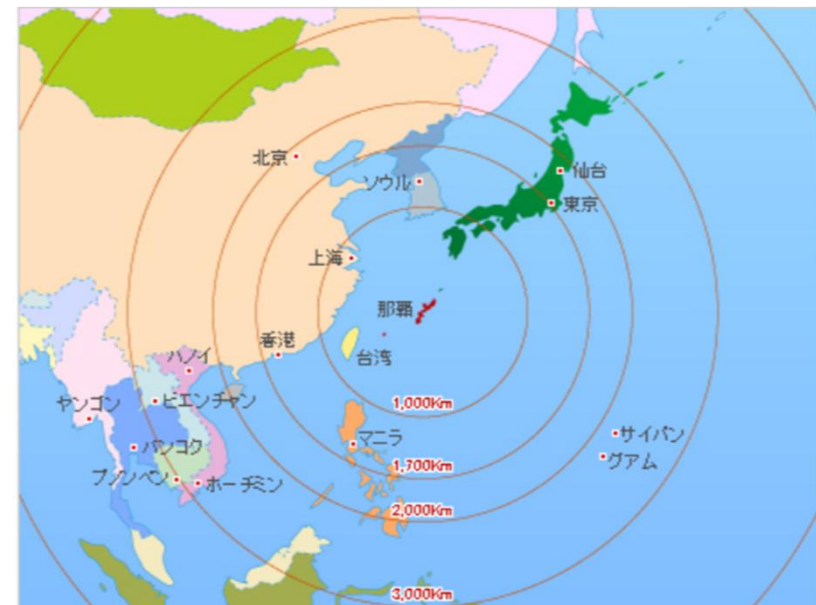 北京
仙台
ソウル
東京
上海
那覇
香港
台湾
ハノイ
ヤンゴン
ビエンチャン
1,000Km
サイパン
マニラ
バンコク
グアム
1,700Km
プノンペン
ホーチミン
2,000Km
3,000Km